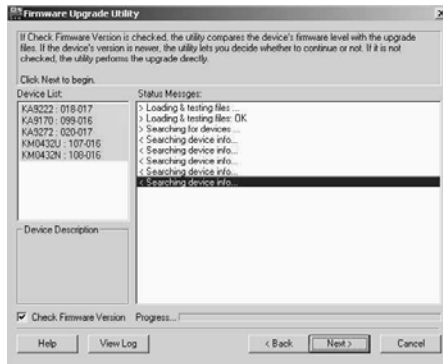 Firmware Upgrade Utility
If Check Firmware Version is checked, the utility compares the device's firmware level with the upgrade
files. If the device's version is newer, the utility lets you decide whether to continue or not. If it is not
checked, the utility performs the upgrade directly.
Click Next to begin.
Device List:
Status Messges:
KA9222 : 018-017
KA9170 : 099-016
KA9272 : 020-017
KM0432U : 107-016
KM0432N : 108-016
> Loading & testing files ...
> Loading & testing files: OK
> Searching for devices ...
< Searching device info...
< Searching device info...
< Searching device info...
< Searching device info...
< Searching device info...
Device Description
Check Firmware Version
Progress...
Help
View Log
< Back
Next >
Cancel